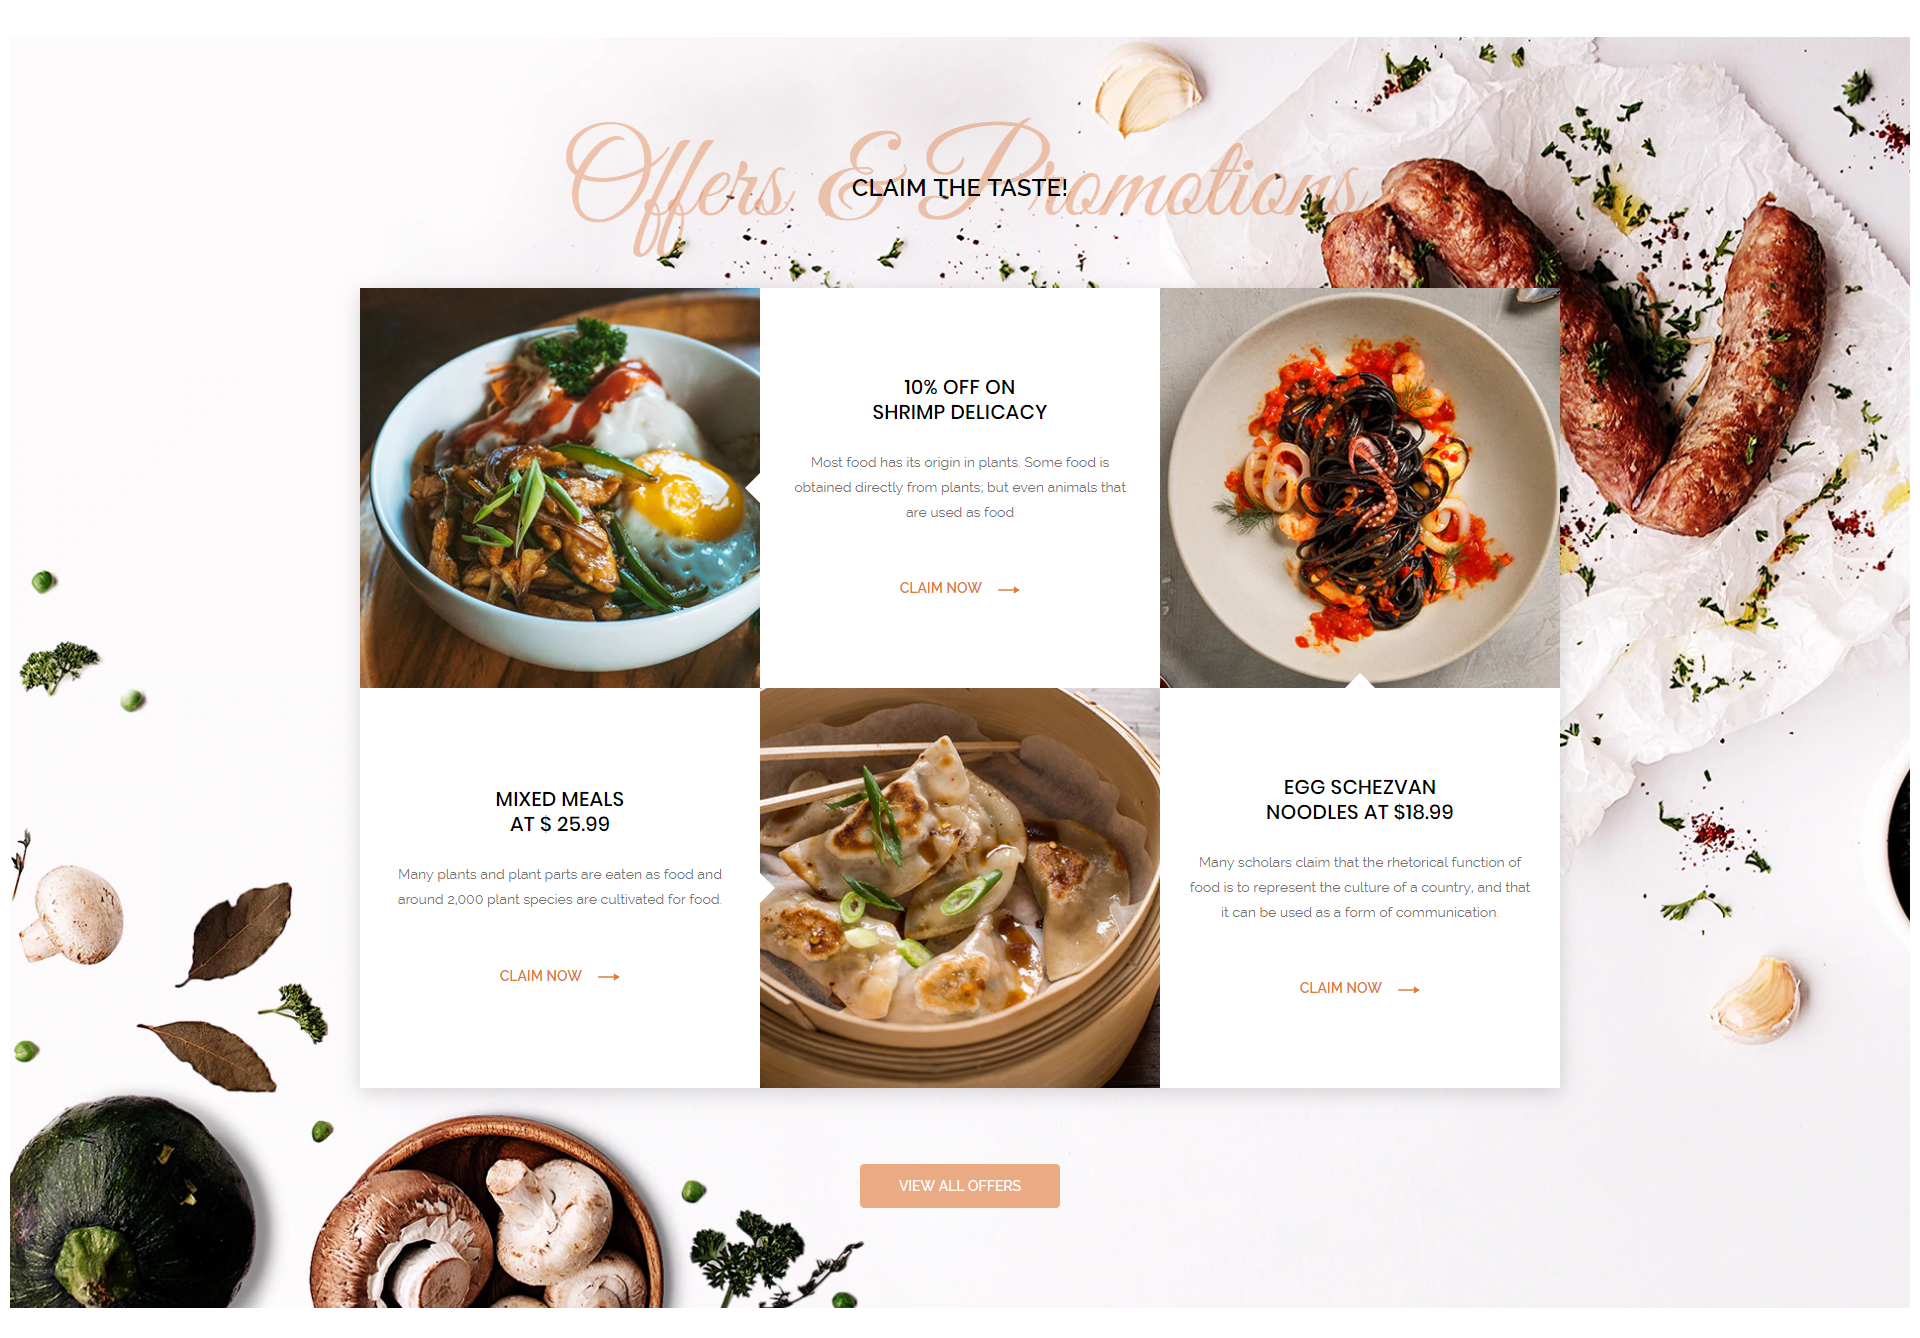 Offers & Promotions
CLAIM THE TASTE!
10% OFF ON
SHRIMP DELICACY
Most food has its origin in plants. Some food is
obtained directly from plants; but even animals that
are used as food
CLAIM NOW
MIXED MEALS
AT $ 25.99
Many plants and plant parts are eaten as food and
around 2,000 plant species are cultivated for food.
CLAIM NOW
EGG SCHEZVAN
NOODLES AT $18.99
Many scholars claim that the rhetorical function of
food is to represent the culture of a country, and that
it can be used as a form of communication.
CLAIM NOW
VIEW ALL OFFERS